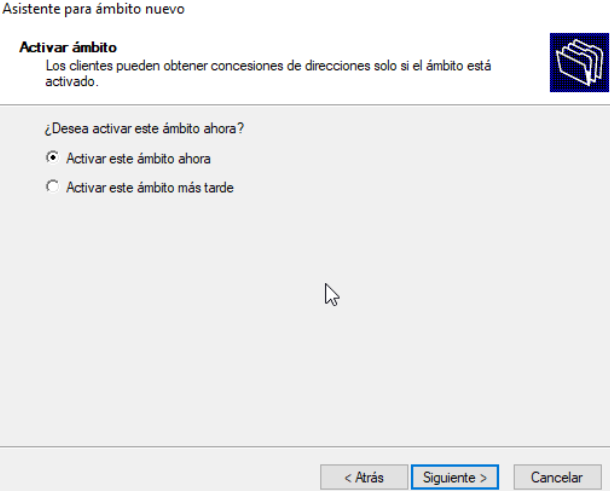 Asistente para ámbito nuevo
Activar ámbito
Los clientes pueden obtener concesiones de direcciones solo si el ámbito está
activado.
¿Desea activar este ámbito ahora?
Activar este ámbito ahora
Activar este ámbito más tarde
< Atrás Siguiente > Cancelar